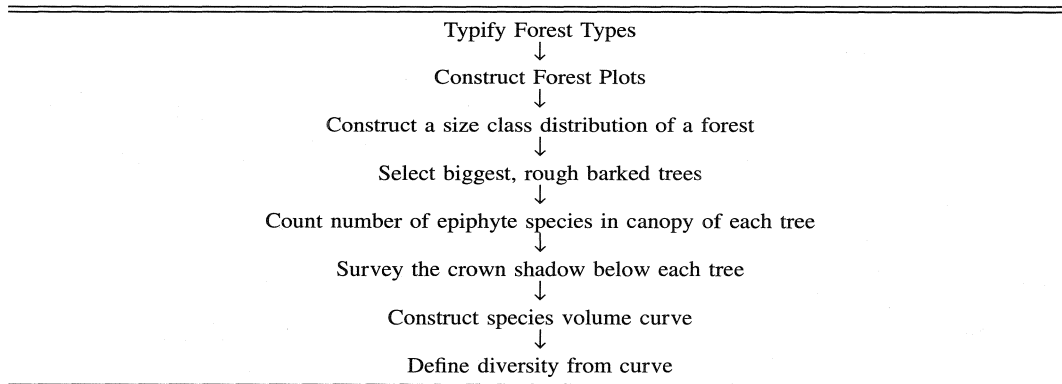 Typify Forest Types
↓
Construct Forest Plots
↓
Construct a size class distribution of a forest
↓
Select biggest, rough barked trees
↓
Count number of epiphyte species in canopy of each tree
↓
Survey the crown shadow below each tree
↓
Construct species volume curve
↓
Define diversity from curve